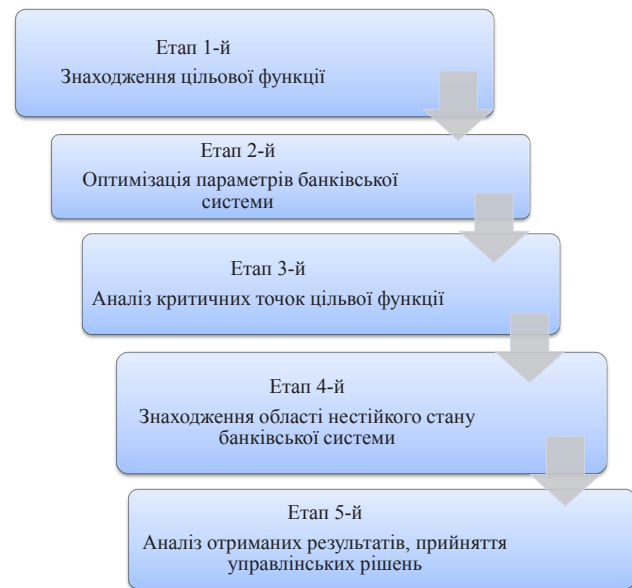 Етап 1-й
Знаходження цільової функції
Етап 2-й
Оптимізація параметрів банківської
системи
Етап 3-й
Аналіз критичних точок цільвої функції
Етап 4-й
Знаходження області нестійкого стану
банківської системи
Етап 5-й
Аналіз отриманих результатів, прийняття
управлінських рішень